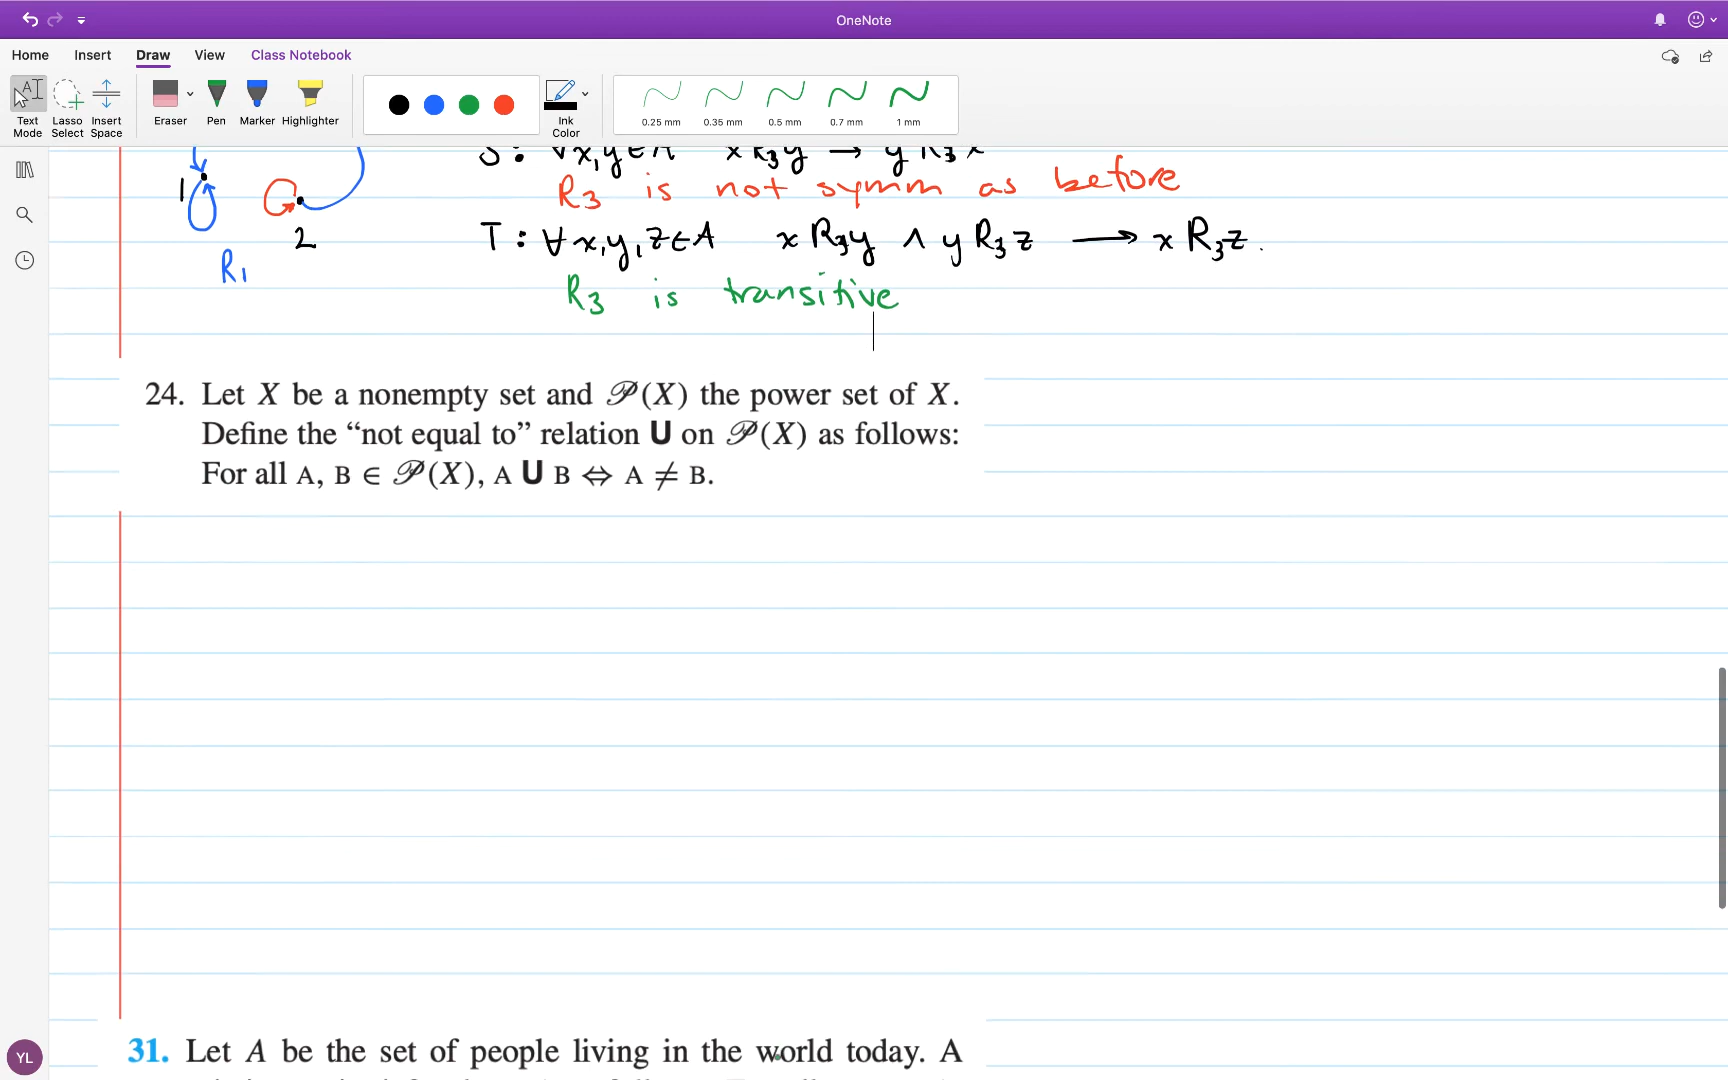 OneNote
Home Insert Draw View Class Notebook
Text Mode Lasso Select Insert Space Eraser Pen Marker Highlighter Ink Color 0.25 mm 0.35 mm 0.5 mm 0.7 mm 1 mm
S : ∀x,y∈A x R₃y → y R₃x
R₃ is not symm as before
1
2
R₁
T : ∀x,y,z∈A x R₃y ∧ y R₃z ⟶ x R₃z.
R₃ is transitive
24. Let X be a nonempty set and 𝒫(X) the power set of X.
Define the “not equal to” relation U on 𝒫(X) as follows:
For all A, B ∈ 𝒫(X), A U B ⇔ A ≠ B.
31. Let A be the set of people living in the world today. A
YL